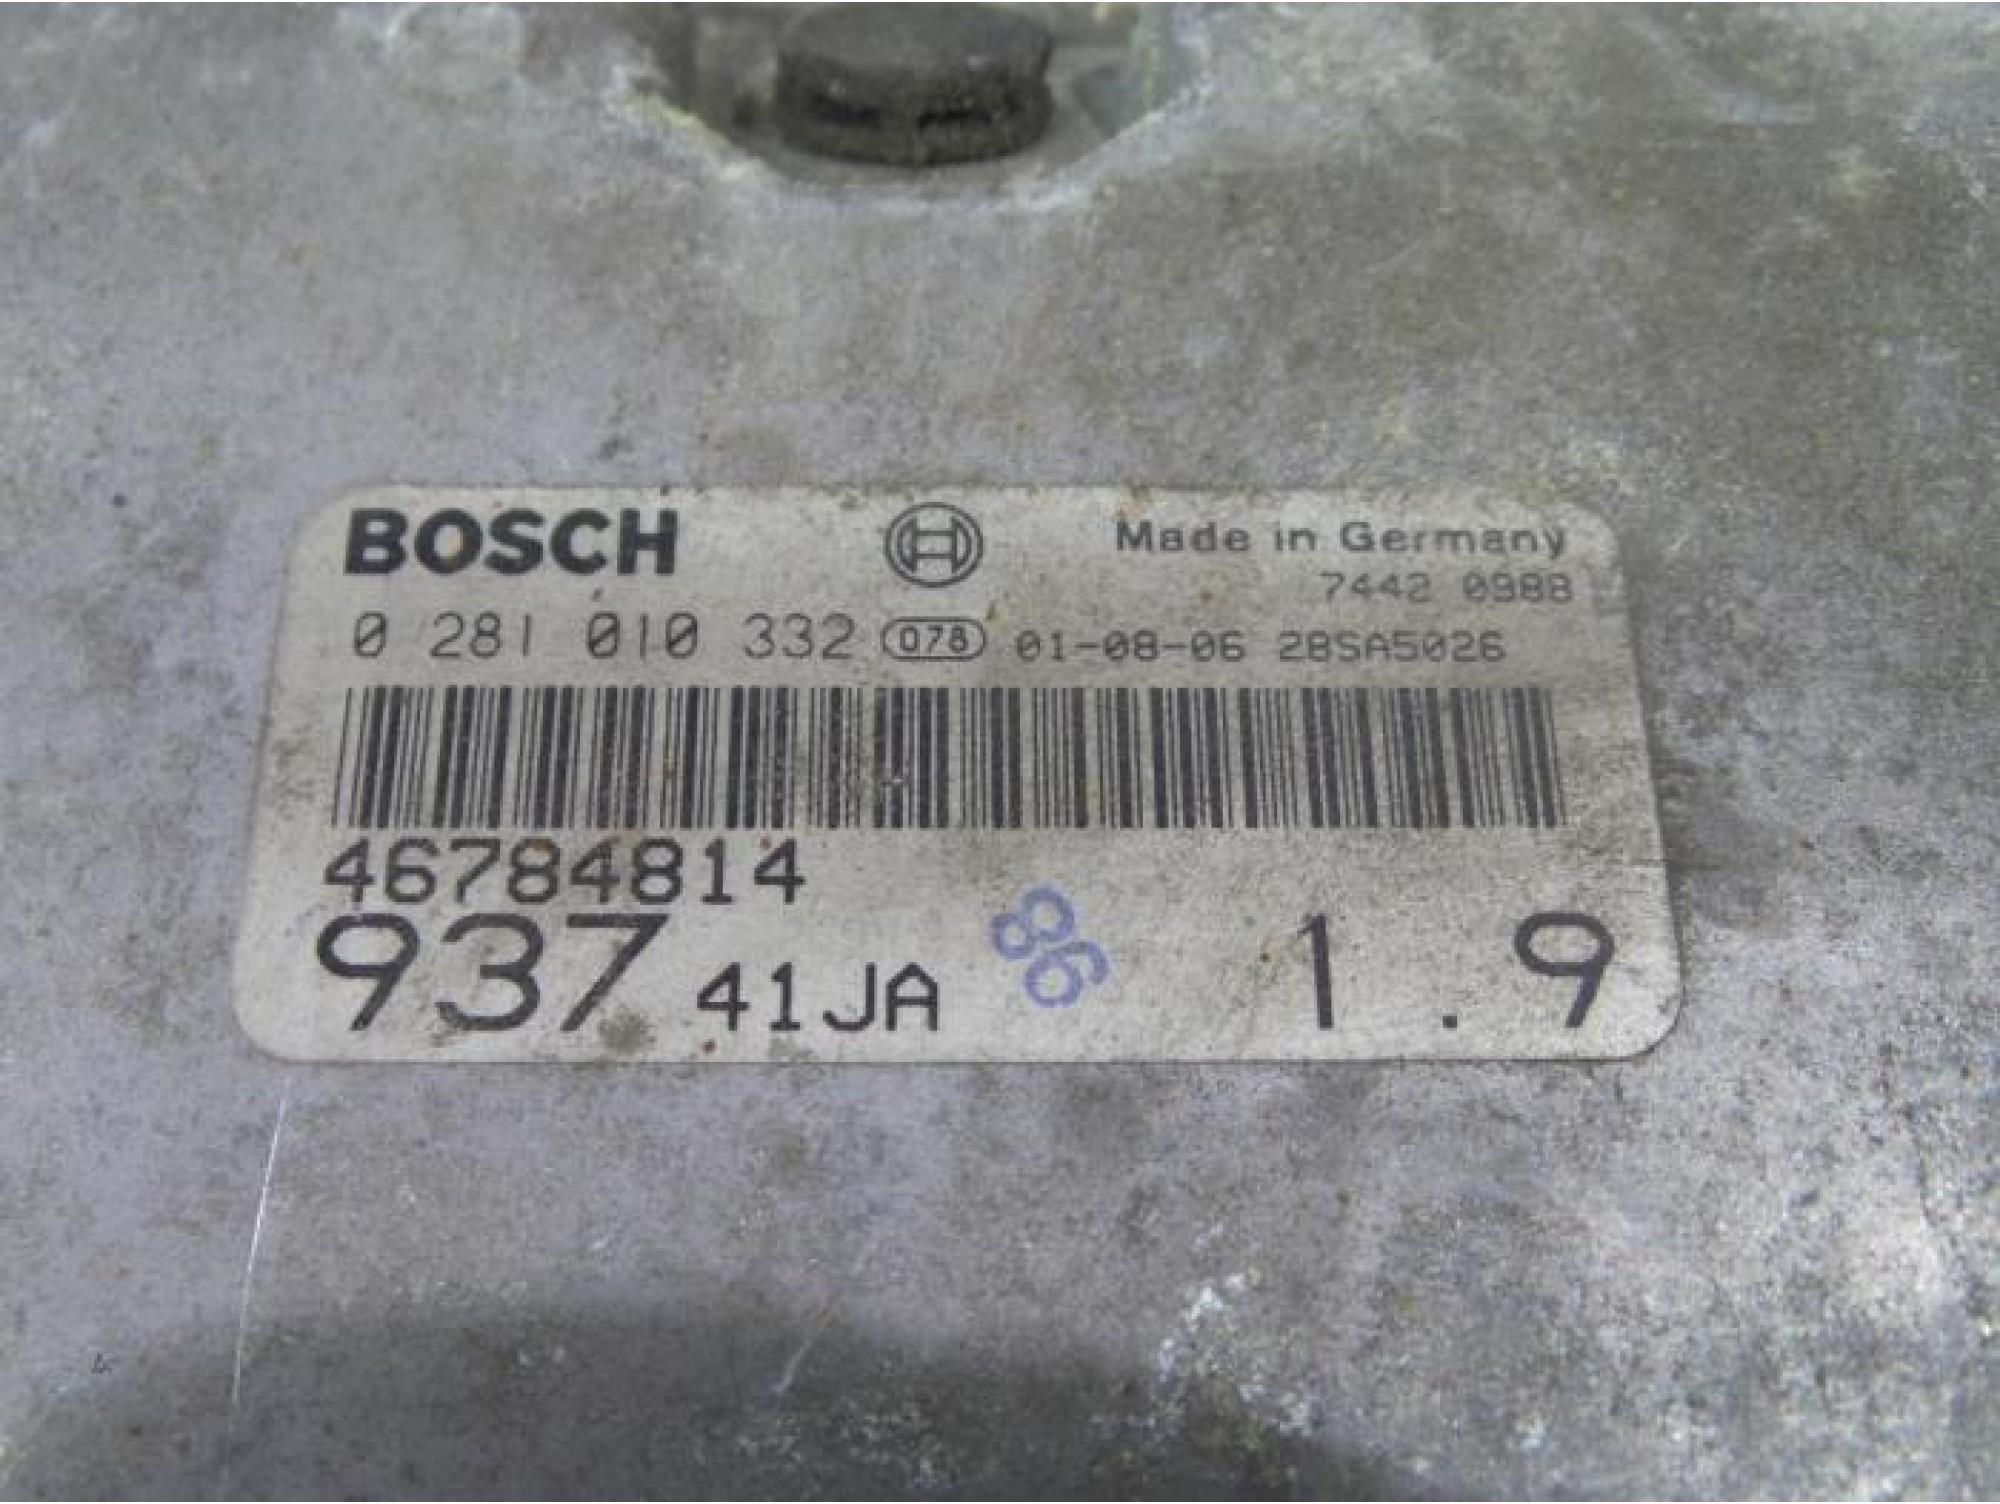 BOSCH Made in Germany
7442 0988
0 281 010 332 078 01-08-06 28SA5026
46784814
937 41JA 86 1.9